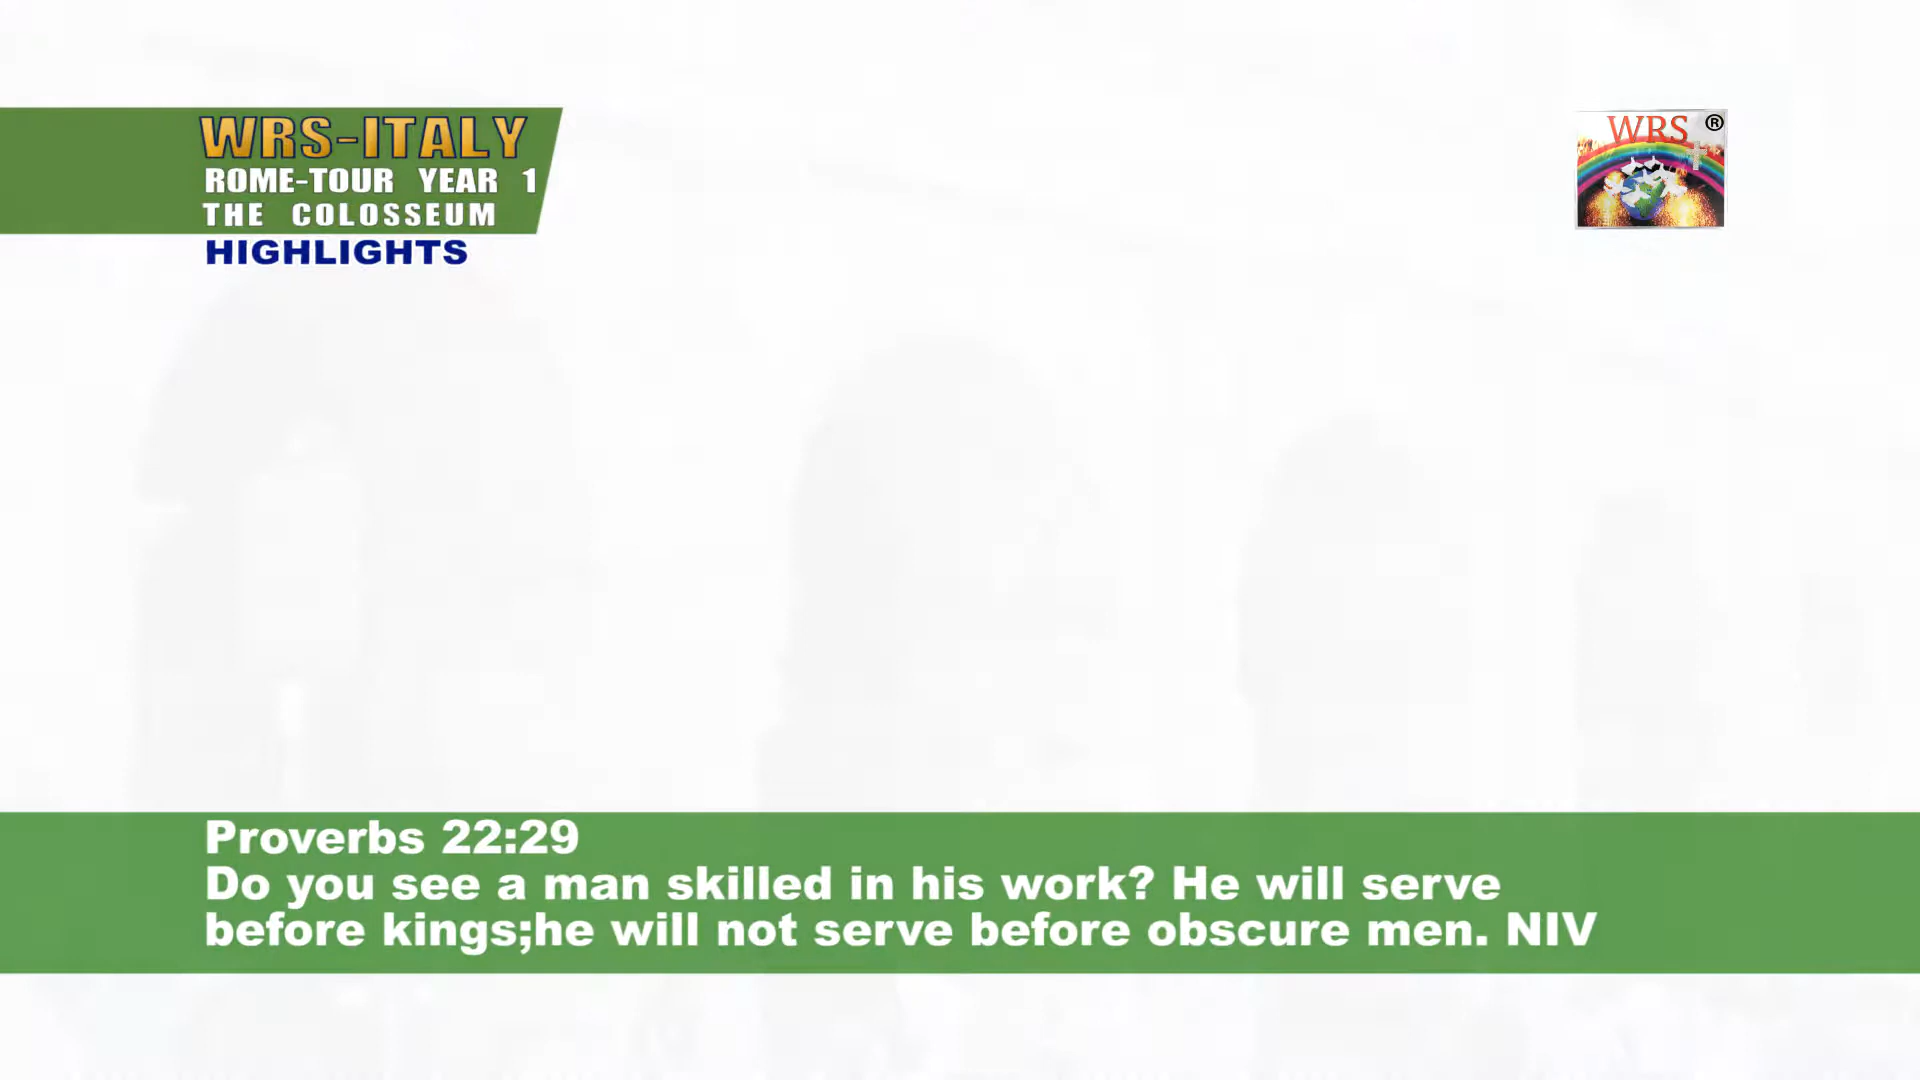 WRS-ITALY
ROME-TOUR YEAR 1
THE COLOSSEUM
HIGHLIGHTS
WRS ®
Proverbs 22:29
Do you see a man skilled in his work? He will serve
before kings;he will not serve before obscure men. NIV